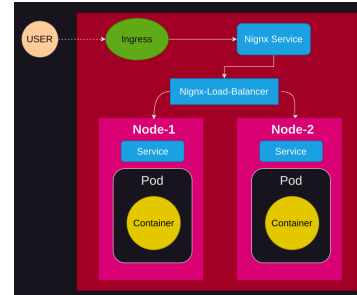 USER
Ingress
Nignx Service
Nignx-Load-Balancer
Node-1
Service
Pod
Container
Node-2
Service
Pod
Container